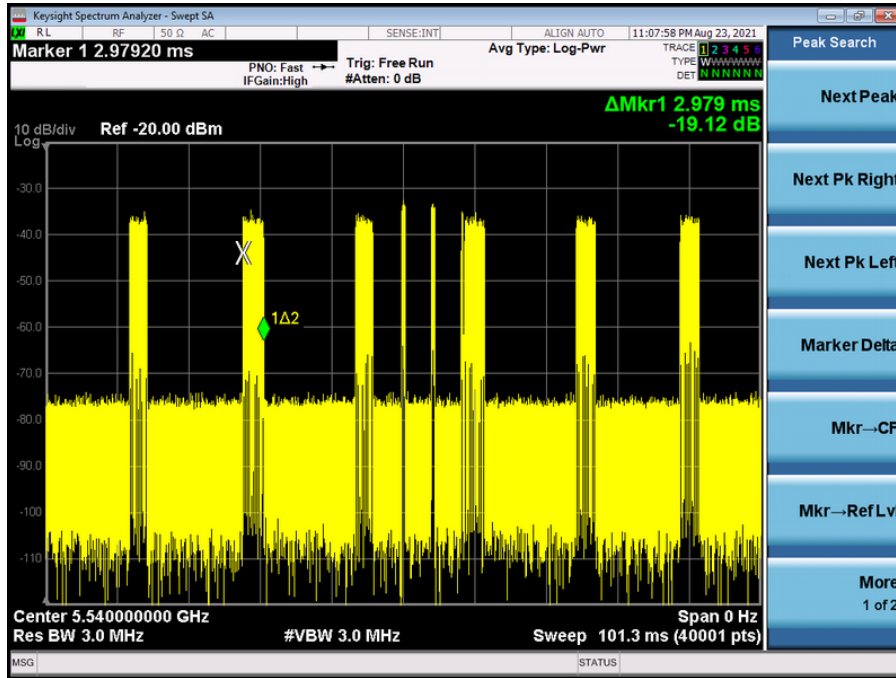 Keysight Spectrum Analyzer - Swept SA
LXI RL RF 50 Ω AC SENSE:INT ALIGN AUTO 11:07:58 PM Aug 23, 2021
Marker 1 2.97920 ms
PNO: Fast
IFGain:High
Trig: Free Run
#Atten: 0 dB
Avg Type: Log-Pwr
TRACE 1 2 3 4 5 6
TYPE W
DET N N N N N N
ΔMkr1 2.979 ms
-19.12 dB
10 dB/div Ref -20.00 dBm
Log
-30.0
-40.0
-50.0
-60.0
-70.0
-80.0
-90.0
-100
-110
X
1Δ2
Center 5.540000000 GHz Span 0 Hz
Res BW 3.0 MHz #VBW 3.0 MHz Sweep 101.3 ms (40001 pts)
MSG STATUS
Peak Search
Next Peak
Next Pk Right
Next Pk Left
Marker Delta
Mkr→CF
Mkr→Ref Lvl
More
1 of 2